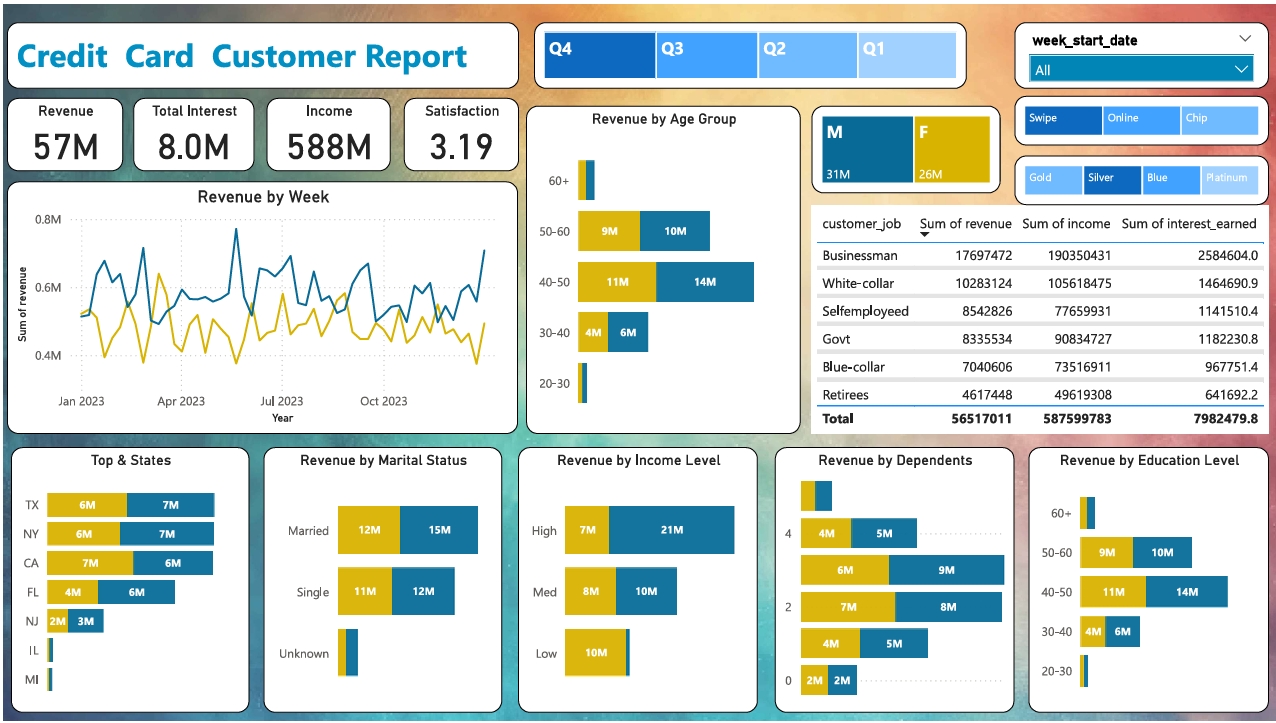 Credit Card Customer Report
Q4 Q3 Q2 Q1
week_start_date
All
Revenue
57M
Total Interest
8.0M
Income
588M
Satisfaction
3.19
Swipe Online Chip
Gold Silver Blue Platinum
M
31M
F
26M
Revenue by Week
Sum of revenue
0.8M
0.6M
0.4M
Jan 2023 Apr 2023 Jul 2023 Oct 2023
Year
Revenue by Age Group
60+
50-60 9M 10M
40-50 11M 14M
30-40 4M 6M
20-30
customer_job Sum of revenue Sum of income Sum of interest_earned
Businessman 17697472 190350431 2584604.0
White-collar 10283124 105618475 1464690.9
Selfemployeed 8542826 77659931 1141510.4
Govt 8335534 90834727 1182230.8
Blue-collar 7040606 73516911 967751.4
Retirees 4617448 49619308 641692.2
Total 56517011 587599783 7982479.8
Top & States
TX 6M 7M
NY 6M 7M
CA 7M 6M
FL 4M 6M
NJ 2M 3M
IL
MI
Revenue by Marital Status
Married 12M 15M
Single 11M 12M
Unknown
Revenue by Income Level
High 7M 21M
Med 8M 10M
Low 10M
Revenue by Dependents
4 4M 5M
6M 9M
2 7M 8M
4M 5M
0 2M 2M
Revenue by Education Level
60+
50-60 9M 10M
40-50 11M 14M
30-40 4M 6M
20-30